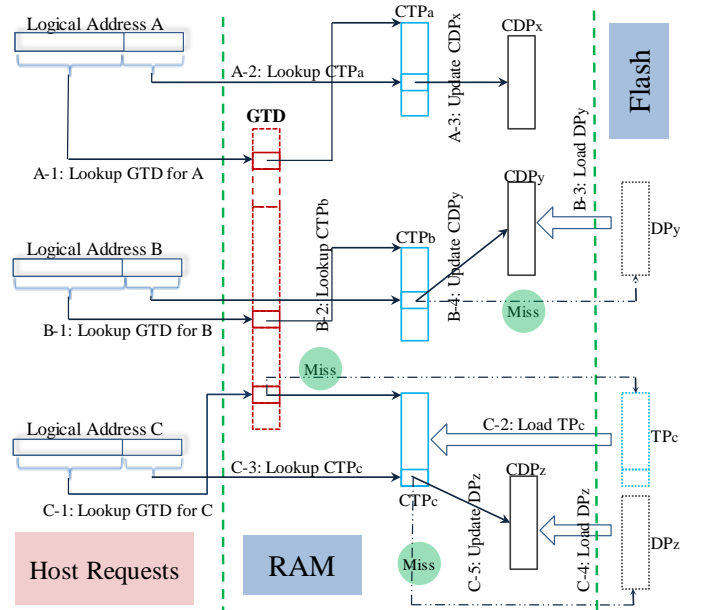 Logical Address A
CTPa
CDPx
A-2: Lookup CTPa
A-3: Update CDPx
Flash
GTD
A-1: Lookup GTD for A
B-3: Load DPy
CDPy
DPy
Logical Address B
B-2: Lookup CTPb
CTPb
B-4: Update CDPy
B-1: Lookup GTD for B
Miss
Miss
Logical Address C
C-2: Load TPc
TPc
C-3: Lookup CTPc
CDPz
CTPc
C-1: Lookup GTD for C
C-5: Update DPz
C-4: Load DPz
DPz
Miss
Host Requests
RAM